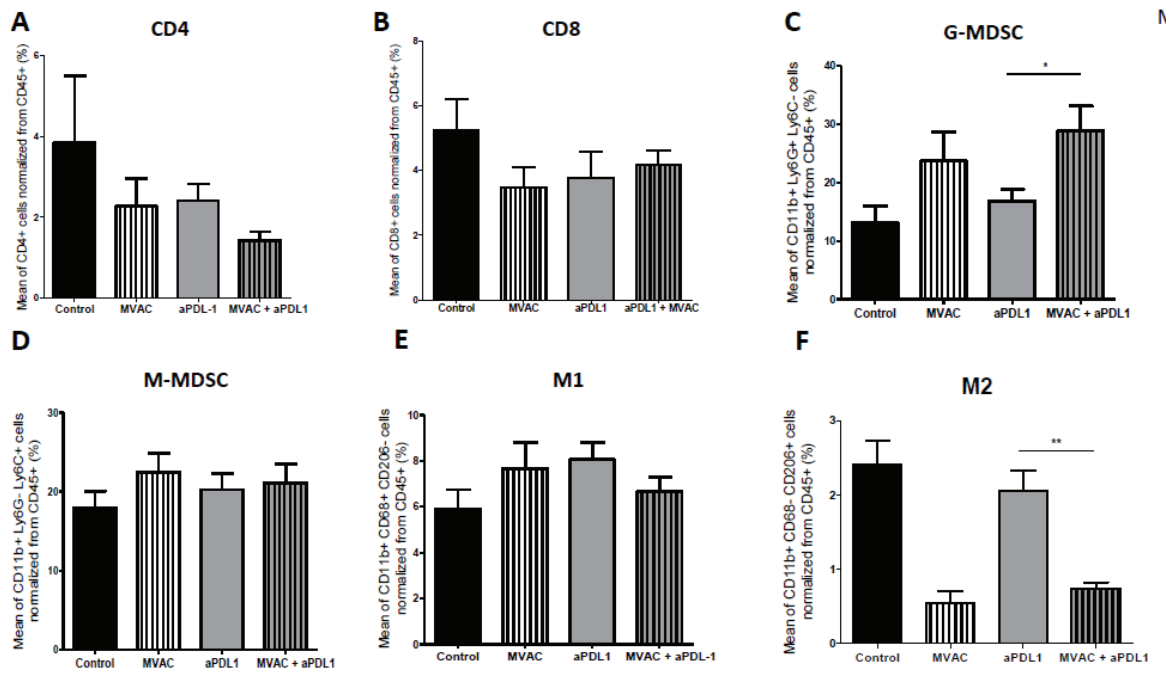 A
CD4
Mean of CD4+ cells normalized from CD45+ (%)
6
4
2
0
Control MVAC aPDL-1 MVAC + aPDL1
B
CD8
Mean of CD8+ cells normalized from CD45+ (%)
8
6
4
2
0
Control MVAC aPDL1 aPDL1 + MVAC
C
G-MDSC
M
Mean of CD11b+ Ly6G+ Ly6C- cells
normalized from CD45+ (%)
40
30
20
10
0
*
Control MVAC aPDL1 MVAC + aPDL1
D
M-MDSC
Mean of CD11b+ Ly6G- Ly6C+ cells
normalized from CD45+ (%)
30
20
10
0
Control MVAC aPDL1 MVAC + aPDL1
E
M1
Mean of CD11b+ CD68+ CD206- cells
normalized from CD45+ (%)
10
8
6
4
2
0
Control MVAC aPDL1 MVAC + aPDL-1
F
M2
Mean of CD11b+ CD68- CD206+ cells
normalized from CD45+ (%)
3
2
1
0
**
Control MVAC aPDL1 MVAC + aPDL1